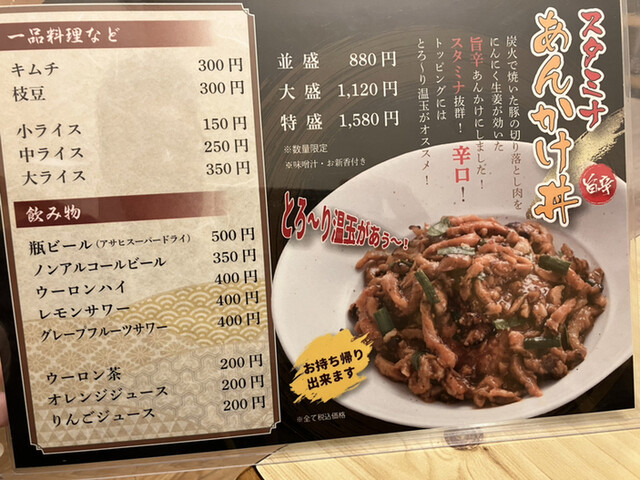 一品料理など
キムチ 300円
枝豆 300円
小ライス 150円
中ライス 250円
大ライス 350円
飲み物
瓶ビール（アサヒスーパードライ） 500円
ノンアルコールビール 350円
ウーロンハイ 400円
レモンサワー 400円
グレープフルーツサワー 400円
ウーロン茶 200円
オレンジジュース 200円
りんごジュース 200円
スタミナ
あんかけ丼
旨辛
炭火で焼いた豚の切り落とし肉を
にんにく生姜が効いた
旨辛あんかけにしました！
スタミナ抜群！辛口！
トッピングには
とろ〜り温玉がオススメ！
並盛 880円
大盛 1,120円
特盛 1,580円
※数量限定
※味噌汁・お新香付き
とろ〜り温玉があう〜！
お持ち帰り
出来ます
※全て税込価格